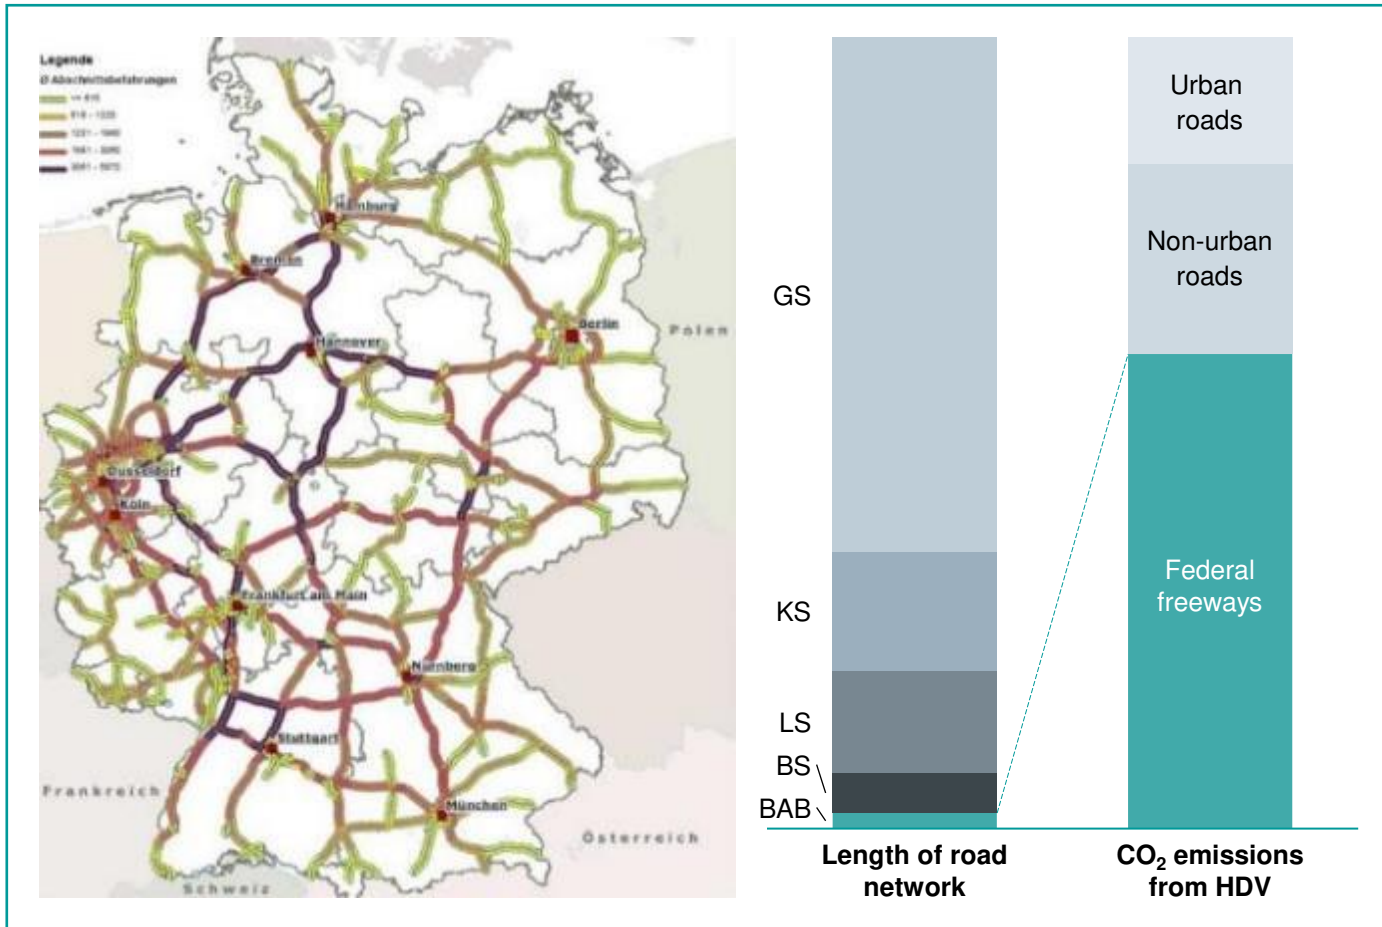 Legende
Ø Abschnittsbefahrungen
Hamburg
Bremen
Berlin
Polen
Hannover
Düsseldorf
Köln
Frankfurt am Main
Nürnberg
Stuttgart
München
Frankreich
Österreich
Schweiz
GS
KS
LS
BS
BAB
Urban
roads
Non-urban
roads
Federal
freeways
Length of road
network
CO₂ emissions
from HDV